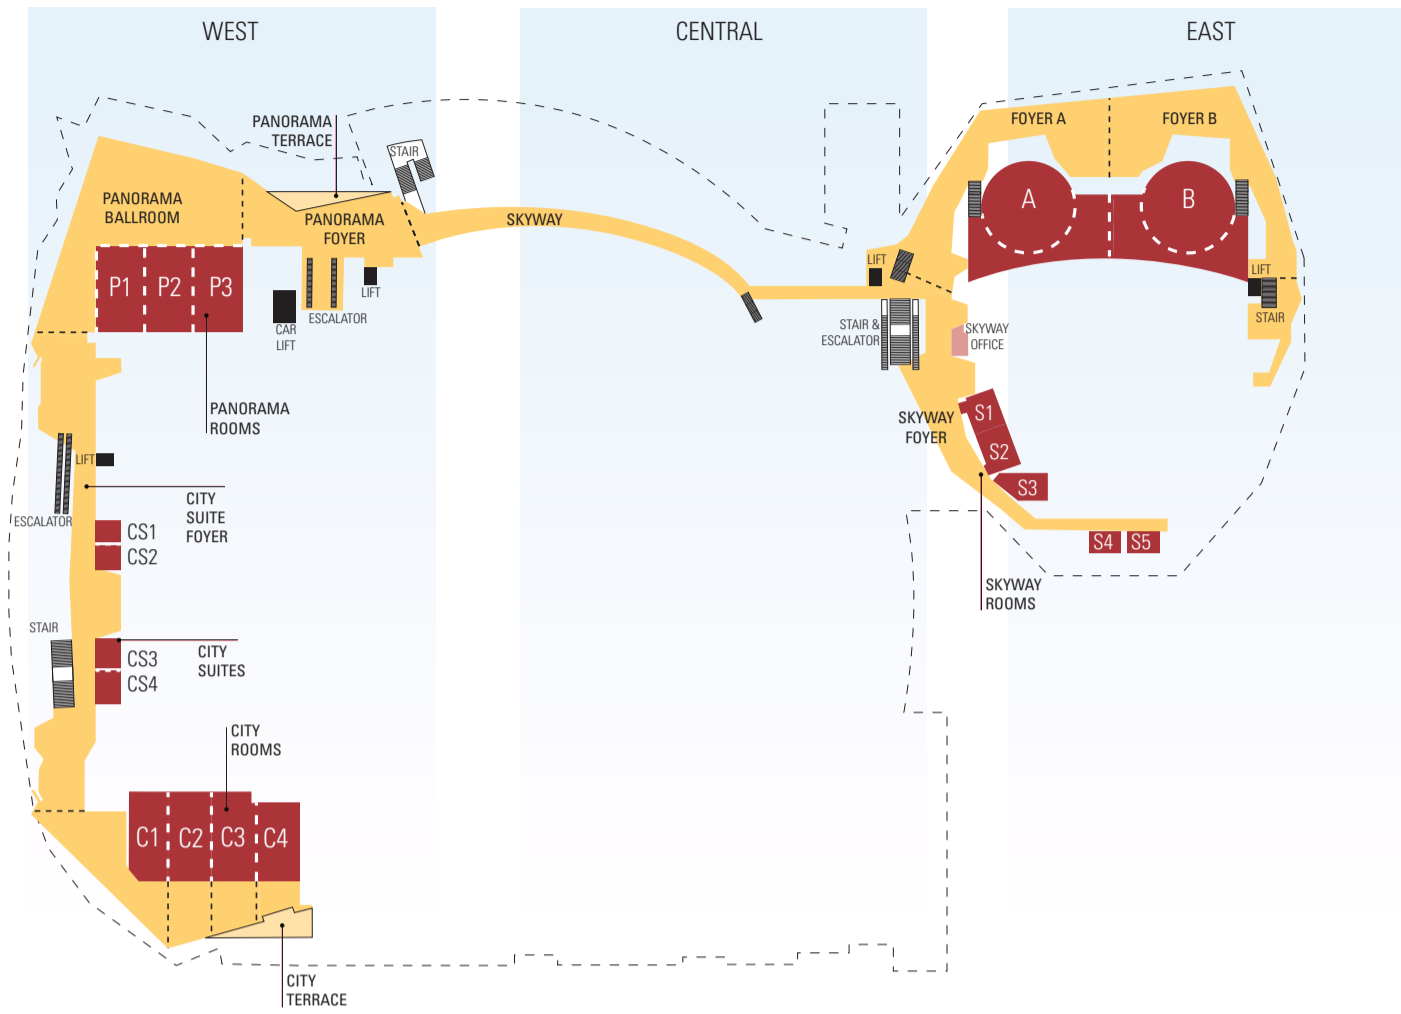 WEST
CENTRAL
EAST
PANORAMA
TERRACE
STAIR
FOYER A
FOYER B
PANORAMA
BALLROOM
PANORAMA
FOYER
SKYWAY
A
B
P1
P2
P3
CAR
LIFT
ESCALATOR
LIFT
LIFT
LIFT
STAIR
STAIR &
ESCALATOR
SKYWAY
OFFICE
PANORAMA
ROOMS
SKYWAY
FOYER
S1
S2
S3
S4
S5
SKYWAY
ROOMS
LIFT
ESCALATOR
CITY
SUITE
FOYER
CS1
CS2
STAIR
CS3
CS4
CITY
SUITES
CITY
ROOMS
C1
C2
C3
C4
CITY
TERRACE